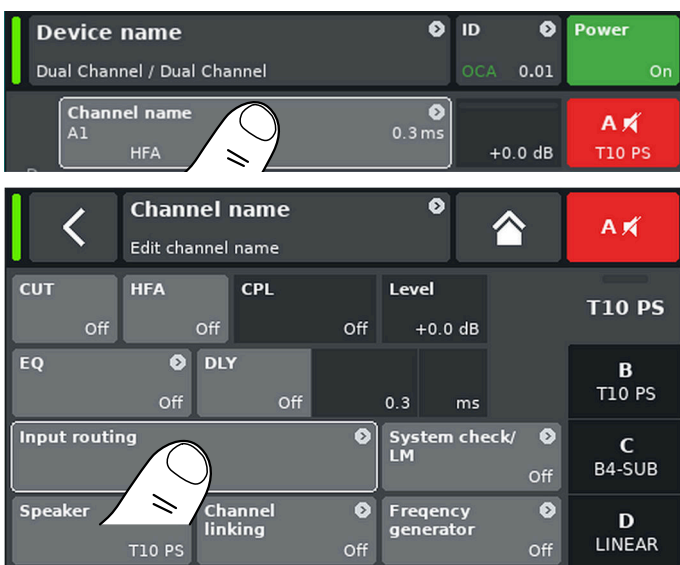 Device name
Dual Channel / Dual Channel
ID
OCA 0.01
Power
On
Channel name
A1
0.3 ms
HFA
+0.0 dB
A
T10 PS
Channel name
Edit channel name
A
CUT
Off
HFA
Off
CPL
Off
Level
+0.0 dB
T10 PS
EQ
Off
DLY
Off
0.3 ms
B
T10 PS
Input routing
System check/
LM
Off
C
B4-SUB
Speaker
T10 PS
Channel
linking
Off
Freqency
generator
Off
D
LINEAR